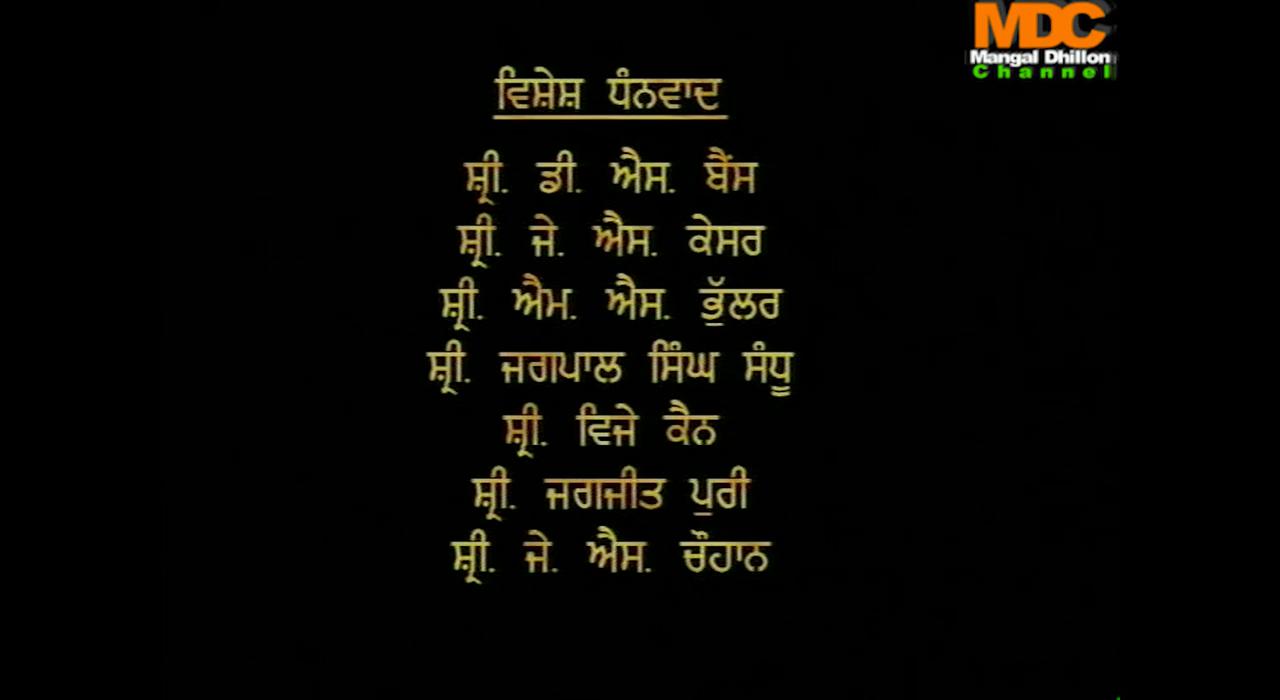 MDC
Mangal Dhillon
Channel
ਵਿਸ਼ੇਸ਼ ਧੰਨਵਾਦ
ਸ਼੍ਰੀ. ਡੀ. ਐਸ. ਬੈਂਸ
ਸ਼੍ਰੀ. ਜੇ. ਐਸ. ਕੇਸਰ
ਸ਼੍ਰੀ. ਐਮ. ਐਸ. ਭੁੱਲਰ
ਸ਼੍ਰੀ. ਜਗਪਾਲ ਸਿੰਘ ਸੰਧੂ
ਸ਼੍ਰੀ. ਵਿਜੇ ਕੈਨ
ਸ਼੍ਰੀ. ਜਗਜੀਤ ਪੁਰੀ
ਸ਼੍ਰੀ. ਜੇ. ਐਸ. ਚੌਹਾਨ